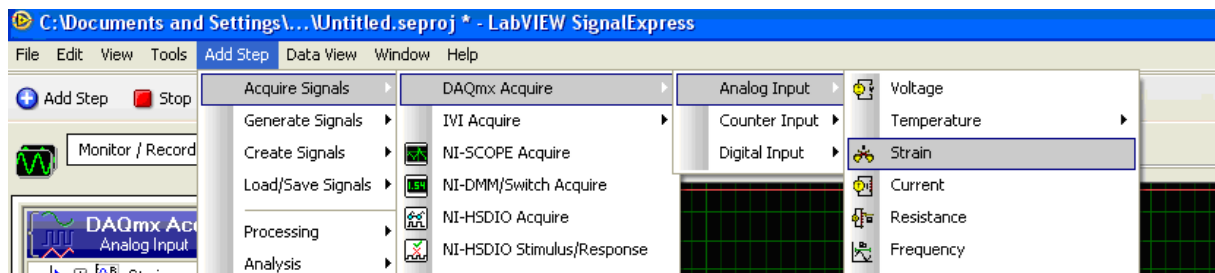 C:\Documents and Settings\...\Untitled.seproj * - LabVIEW SignalExpress
File Edit View Tools Add Step Data View Window Help
Add Step Stop
Monitor / Record
DAQmx Acq
Analog Input
Acquire Signals
Generate Signals
Create Signals
Load/Save Signals
Processing
Analysis
DAQmx Acquire
IVI Acquire
NI-SCOPE Acquire
NI-DMM/Switch Acquire
NI-HSDIO Acquire
NI-HSDIO Stimulus/Response
Analog Input
Counter Input
Digital Input
Voltage
Temperature
Strain
Current
Resistance
Frequency